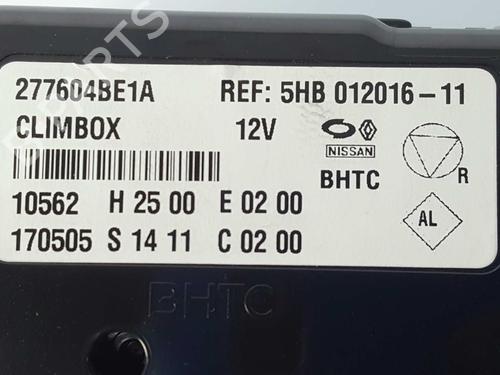 277604BE1A REF: 5HB 012016-11
CLIMBOX 12V
NISSAN
BHTC
R
10562 H 25 00 E 02 00
AL
170505 S 14 11 C 02 00
BHTC